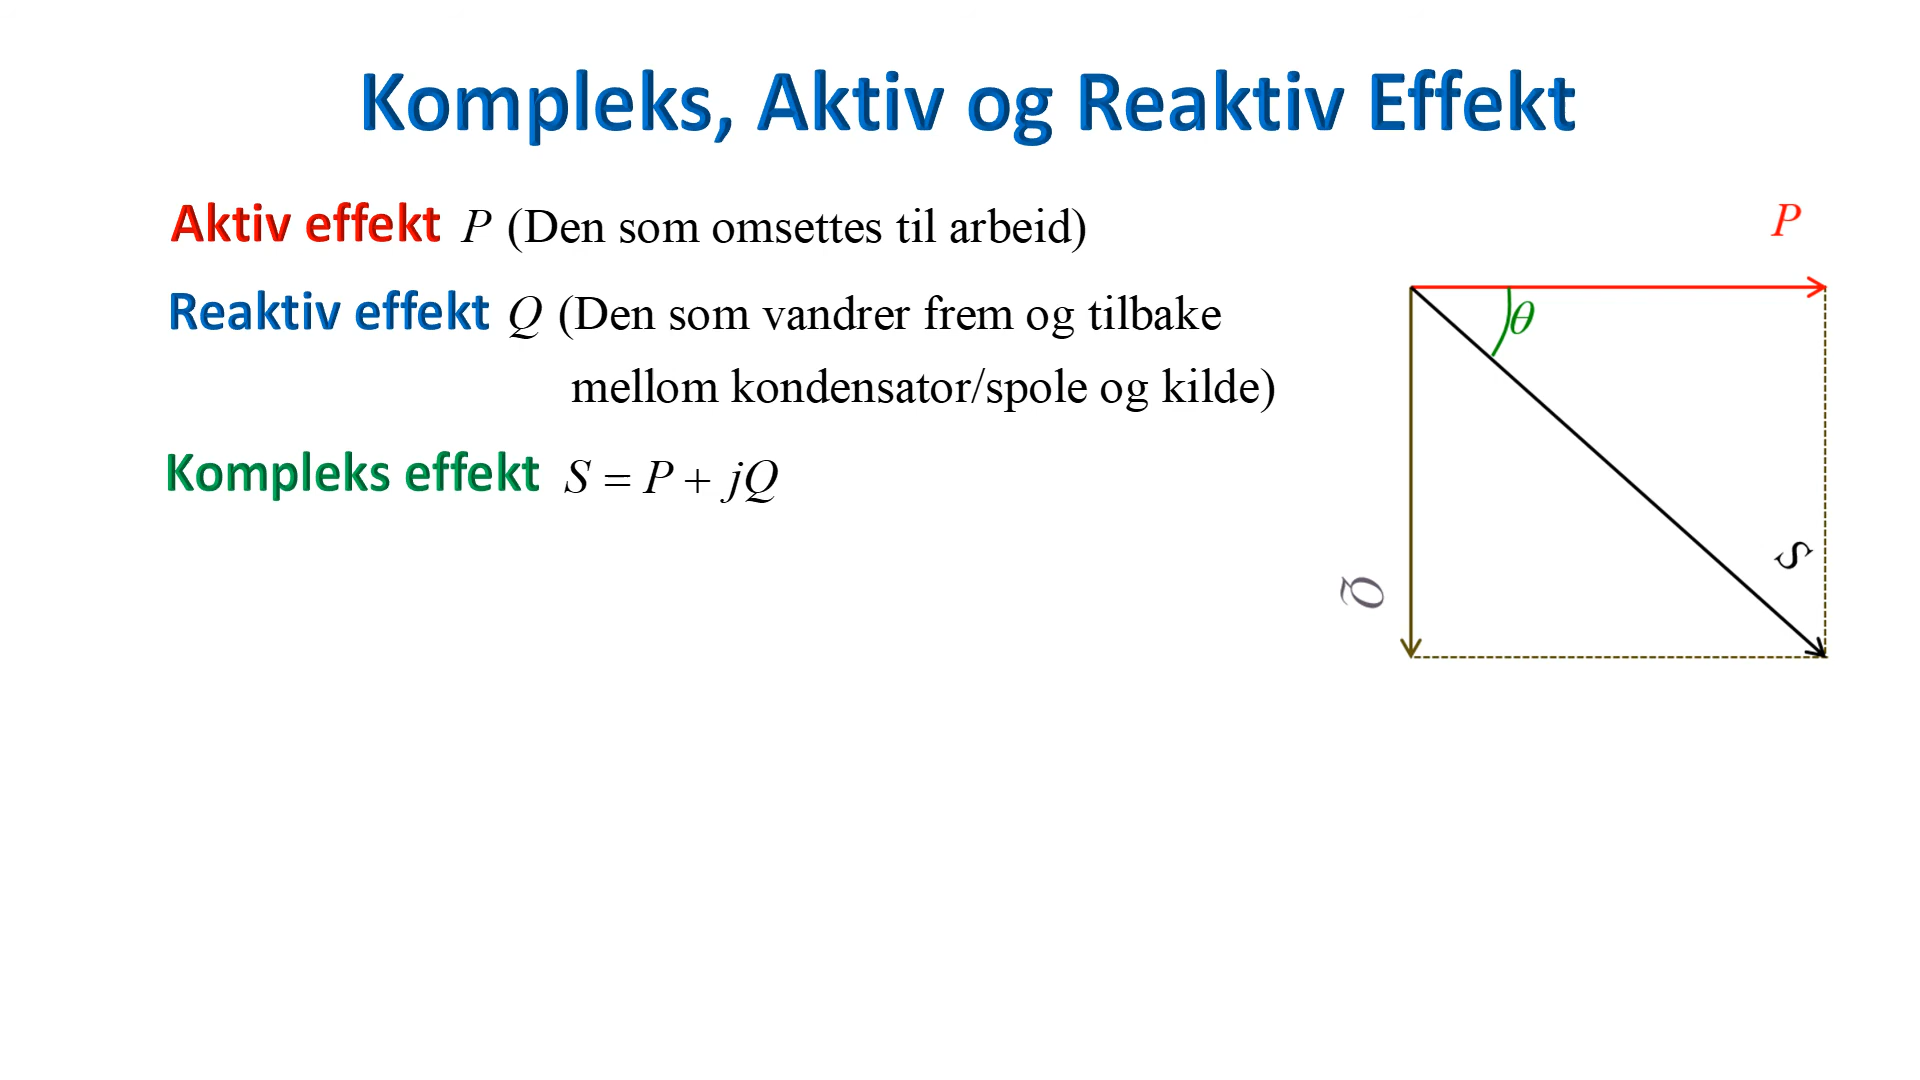 Kompleks, Aktiv og Reaktiv Effekt
Aktiv effekt P (Den som omsettes til arbeid)
Reaktiv effekt Q (Den som vandrer frem og tilbake
mellom kondensator/spole og kilde)
Kompleks effekt S = P + jQ
P
θ
S
Q